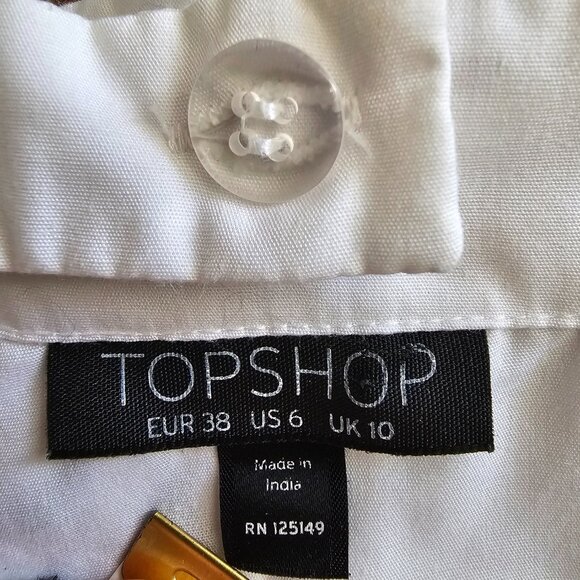 TOPSHOP
EUR 38 US 6 UK 10
Made in
India
RN 125149